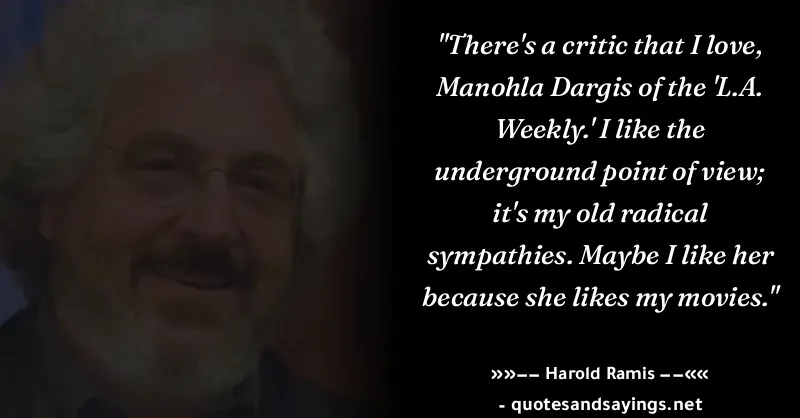 "There's a critic that I love,
Manohla Dargis of the 'L.A.
Weekly.' I like the
underground point of view;
it's my old radical
sympathies. Maybe I like her
because she likes my movies."
»»−− Harold Ramis −−««
- quotesandsayings.net